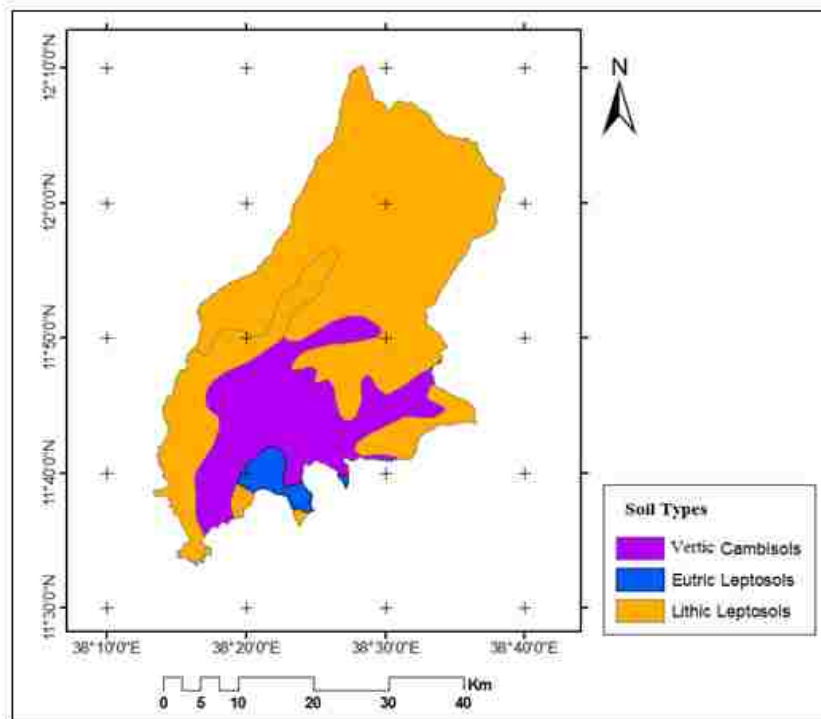 N
12°10'0"N
12°0'0"N
11°50'0"N
11°40'0"N
11°30'0"N
38°10'0"E
38°20'0"E
38°30'0"E
38°40'0"E
Soil Types
Vertic Cambisols
Eutric Leptosols
Lithic Leptosols
Km
0 5 10 20 30 40